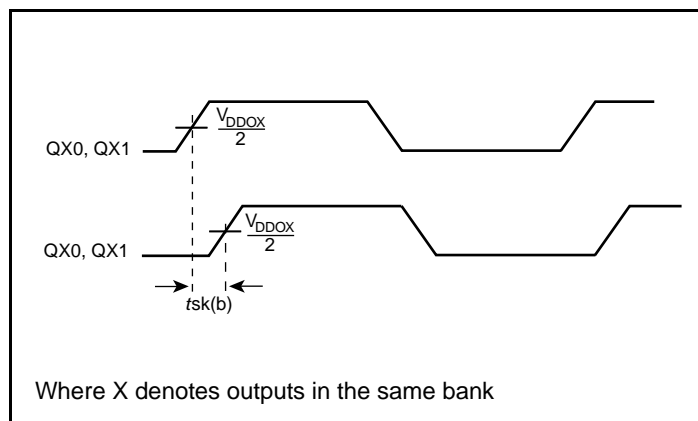 V_DDOX
2
QX0, QX1
V_DDOX
2
QX0, QX1
tsk(b)
Where X denotes outputs in the same bank